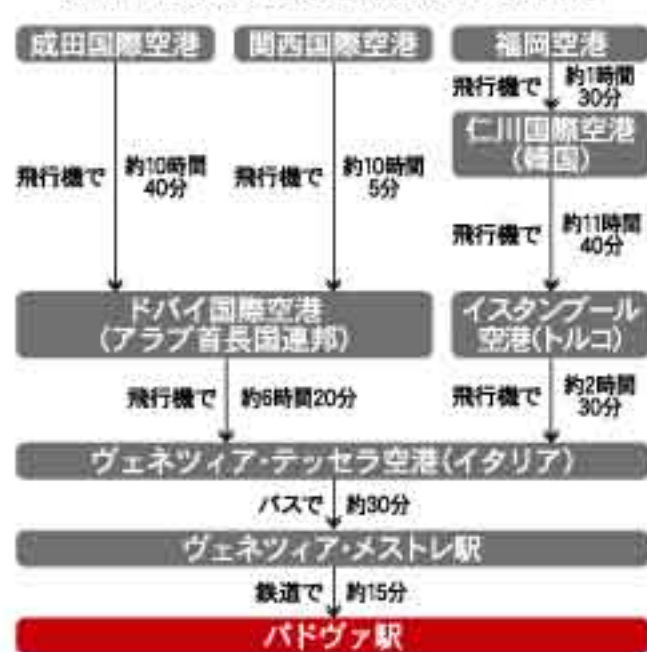 成田国際空港
関西国際空港
福岡空港
飛行機で
約1時間
30分
仁川国際空港
(韓国)
飛行機で
約10時間
40分
飛行機で
約10時間
5分
飛行機で
約11時間
40分
ドバイ国際空港
(アラブ首長国連邦)
イスタンブール
空港(トルコ)
飛行機で
約6時間20分
飛行機で
約2時間
30分
ヴェネツィア・テッセラ空港(イタリア)
バスで
約30分
ヴェネツィア・メストレ駅
鉄道で
約15分
パドヴァ駅